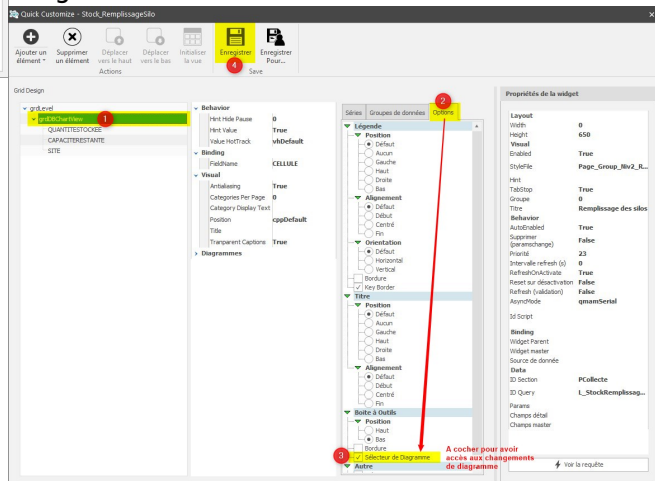 Quick Customize - Stock_RemplissageSilo
Ajouter un élément
Supprimer un élément
Déplacer vers le haut
Déplacer vers le bas
Initialiser la vue
Enregistrer
Enregistrer Pour...
4
Actions
Save
Grid Design
grdLevel
grdDBChartView
1
QUANTITESTOCKEE
CAPACITERESTANTE
SITE
Behavior
Hint Hide Pause 0
Hint Value True
Value HotTrack vhDefault
Binding
FieldName CELLULE
Visual
Antialiasing True
Categories Per Page 0
Category Display Text
Position cppDefault
Title
Tranparent Captions True
Diagrammes
2
Séries Groupes de données Options
Légende
Position
Défaut
Aucun
Gauche
Haut
Droite
Bas
Alignement
Défaut
Début
Centré
Fin
Orientation
Défaut
Horizontal
Vertical
Bordure
Key Border
Titre
Position
Défaut
Aucun
Gauche
Haut
Droite
Bas
Alignement
Défaut
Début
Centré
Fin
Boite à Outils
Position
Haut
Bas
Bordure
3
Sélecteur de Diagramme
Autre
A cocher pour avoir
accès aux changements
de diagramme
Propriétés de la widget
Layout
Width 0
Height 650
Visual
Enabled True
StyleFile Page_Group_Niv2_R...
Hint
TabStop True
Groupe 0
Titre Remplissage des silos
Behavior
AutoEnabled True
Supprimer (paramschange) False
Priorité 23
Intervalle refresh (s) 0
RefreshOnActivate True
Reset sur désactivation False
Refresh (validation) False
AsyncMode qmamSerial
Id Script
Binding
Widget Parent
Widget master
Source de donnée
Data
ID Section PCollecte
ID Query L_StockRemplissag...
Params
Champs détail
Champs master
Voir la requête